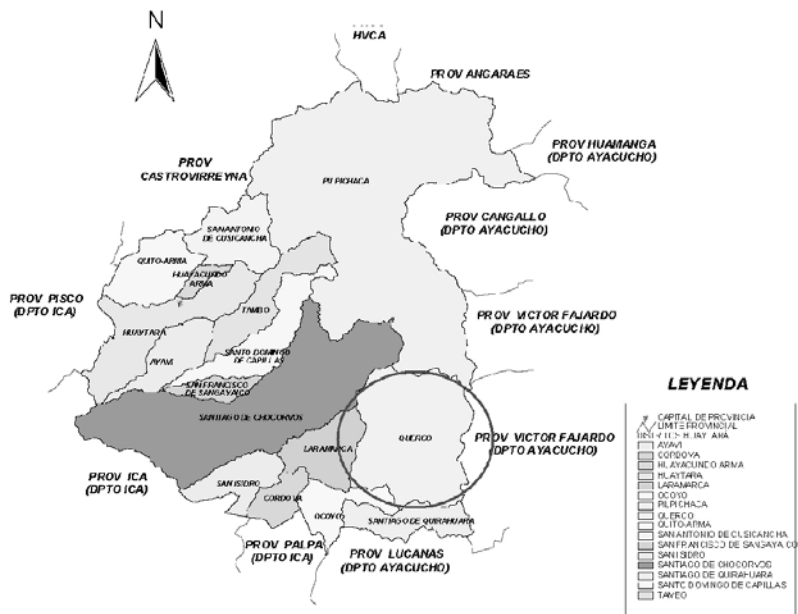 N
HVCA
PROV ANGARAES
PROV HUAMANGA
(DPTO AYACUCHO)
PROV
CASTROVIRREYNA
PILPICHACA
PROV CANGALLO
(DPTO AYACUCHO)
SAN ANTONIO
DE CUSICANCHA
QUITO-ARMA
HUAYACUNDO
ARMA
PROV PISCO
(DPTO ICA)
TAMBO
PROV VICTOR FAJARDO
(DPTO AYACUCHO)
HUAYTARA
AYAVI
SANTO DOMINGO
DE CAPILLAS
SAN FRANCISCO
DE SANGAYAICO
SANTIAGO DE CHOCORVOS
QUERCO
PROV VICTOR FAJARDO
(DPTO AYACUCHO)
LARAMARCA
PROV ICA
(DPTO ICA)
SAN ISIDRO
CORDOVA
OCOYO
SANTIAGO DE QUIRAHUARA
PROV PALPA
(DPTO ICA)
PROV LUCANAS
(DPTO AYACUCHO)
LEYENDA
CAPITAL DE PROVINCIA
LIMITE PROVINCIAL
AYAVI
CORDOVA
HUAYACUNDO ARMA
HUAYTARA
LARAMARCA
OCOYO
PILPICHACA
QUERCO
QUITO-ARMA
SAN ANTONIO DE CUSICANCHA
SAN FRANCISCO DE SANGAYAICO
SAN ISIDRO
SANTIAGO DE CHOCORVOS
SANTIAGO DE QUIRAHUARA
SANTO DOMINGO DE CAPILLAS
TAMBO